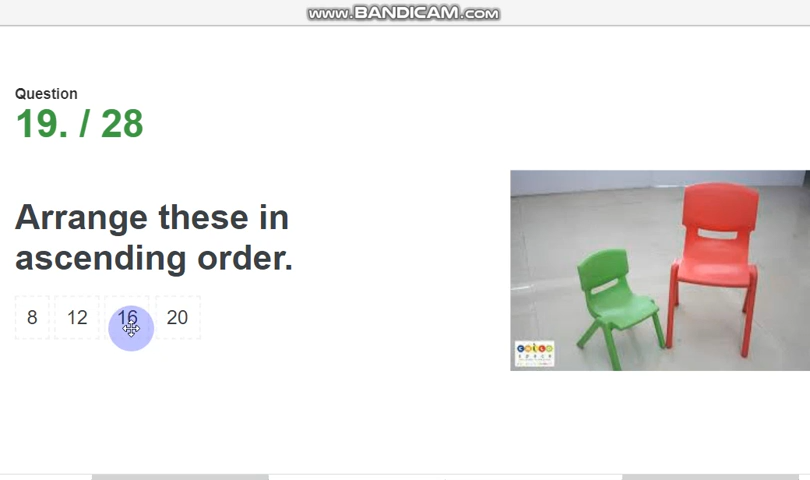 www.BANDICAM.com
Question
19. / 28
Arrange these in
ascending order.
8 12 16 20